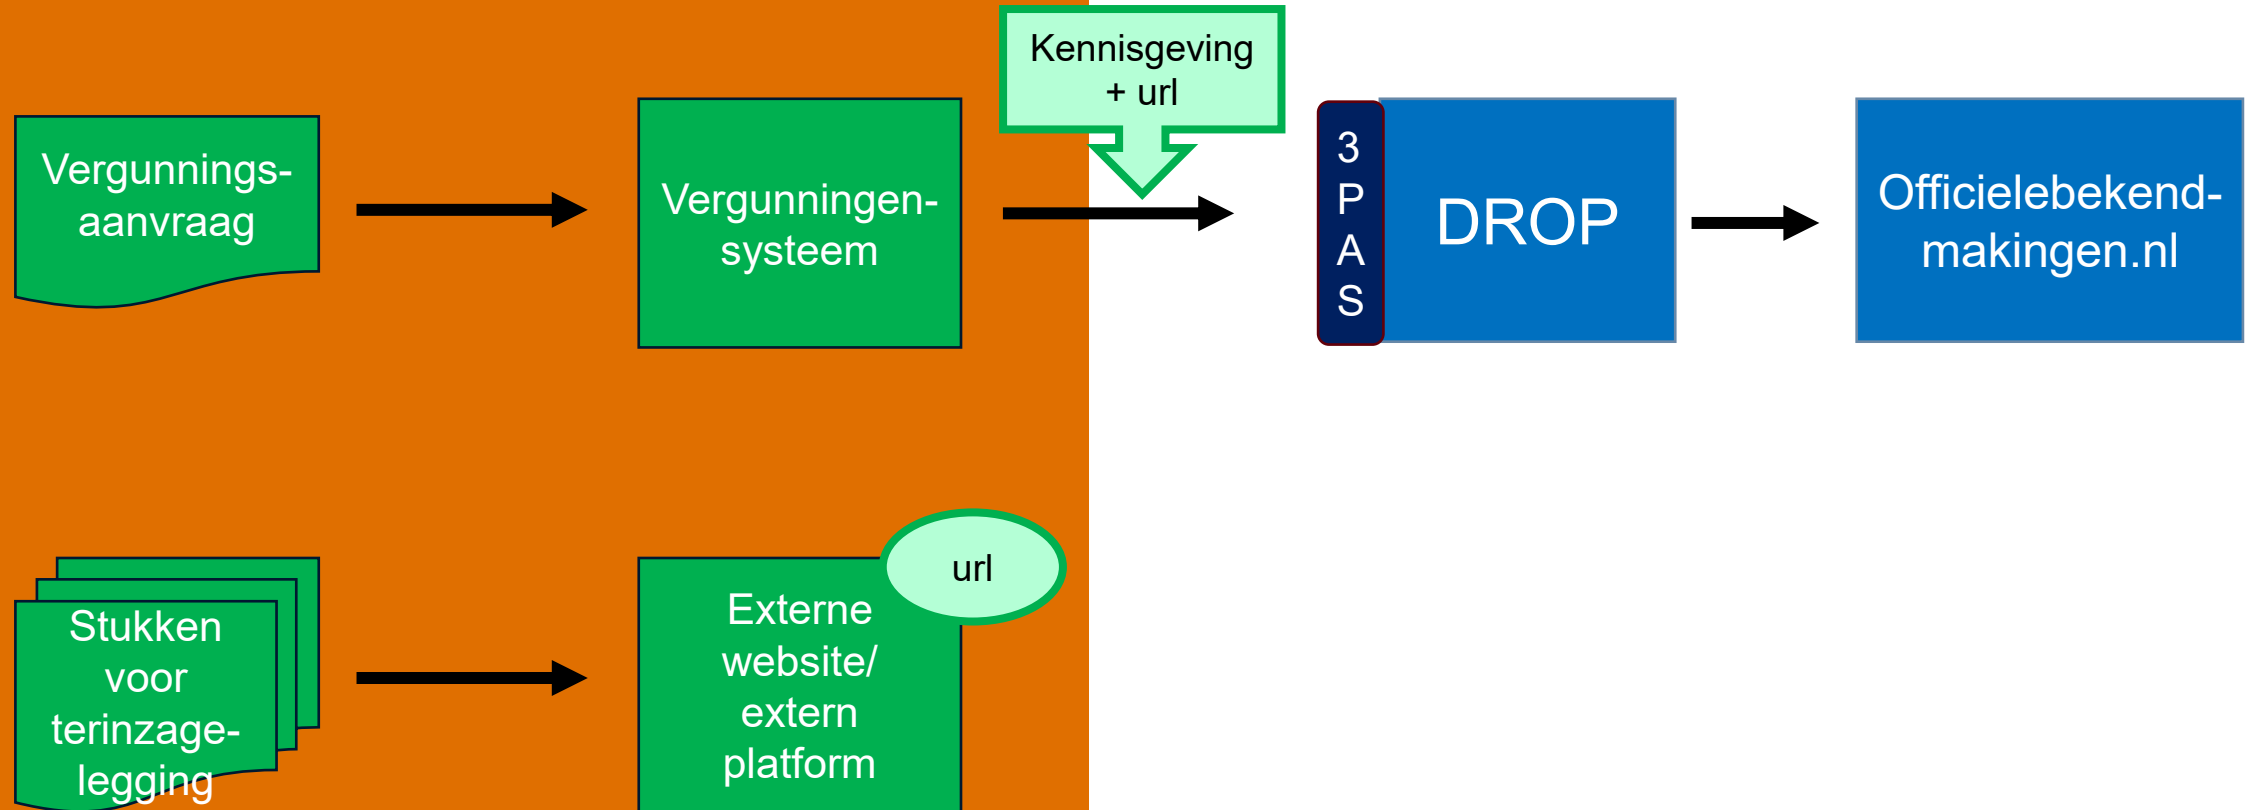 Kennisgeving
+ url
Vergunnings-
aanvraag
Vergunningen-
systeem
3
P
A
S
DROP
Officielebekend-
makingen.nl
Stukken
voor
terinzage-
legging
url
Externe
website/
extern
platform